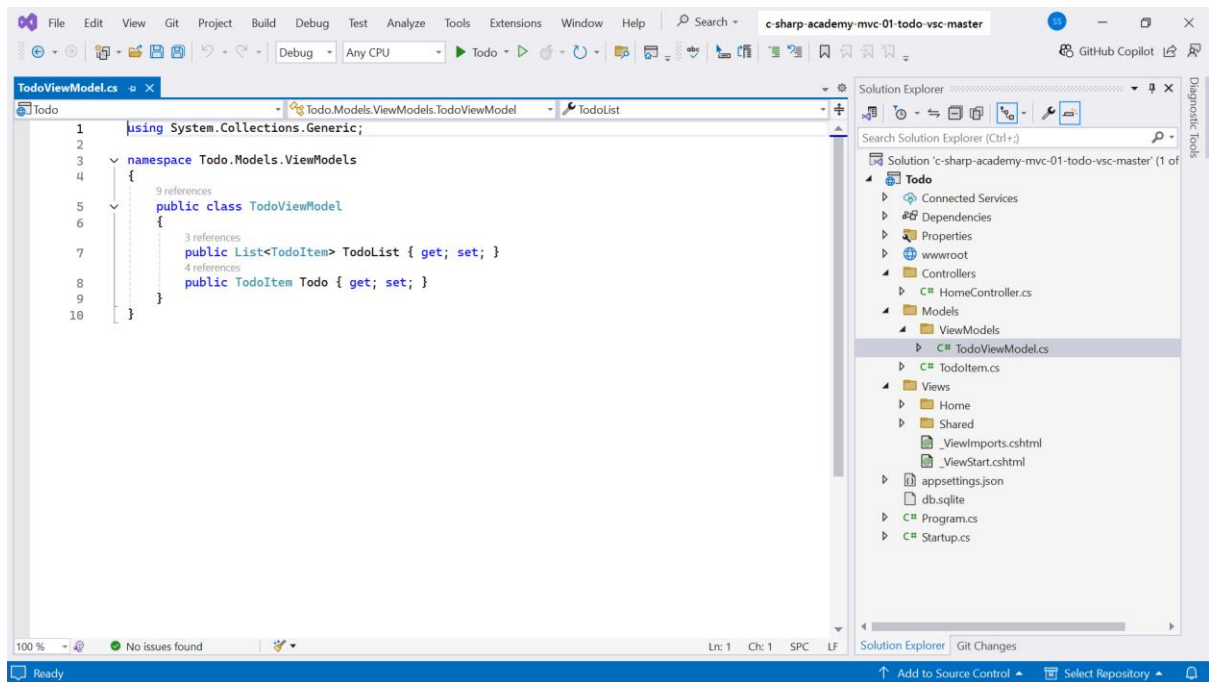 File Edit View Git Project Build Debug Test Analyze Tools Extensions Window Help Search c-sharp-academy-mvc-01-todo-vsc-master SS
Debug Any CPU Todo GitHub Copilot
TodoViewModel.cs
Todo Todo.Models.ViewModels.TodoViewModel TodoList
1 using System.Collections.Generic;
2
3 namespace Todo.Models.ViewModels
4 {
9 references
5 public class TodoViewModel
6 {
3 references
7 public List<TodoItem> TodoList { get; set; }
4 references
8 public TodoItem Todo { get; set; }
9 }
10 }
100 % No issues found Ln: 1 Ch: 1 SPC LF
Solution Explorer
Search Solution Explorer (Ctrl+;)
Solution 'c-sharp-academy-mvc-01-todo-vsc-master' (1 of
Todo
Connected Services
Dependencies
Properties
wwwroot
Controllers
C# HomeController.cs
Models
ViewModels
C# TodoViewModel.cs
C# TodoItem.cs
Views
Home
Shared
_ViewImports.cshtml
_ViewStart.cshtml
appsettings.json
db.sqlite
C# Program.cs
C# Startup.cs
Solution Explorer Git Changes
Diagnostic Tools
Ready Add to Source Control Select Repository